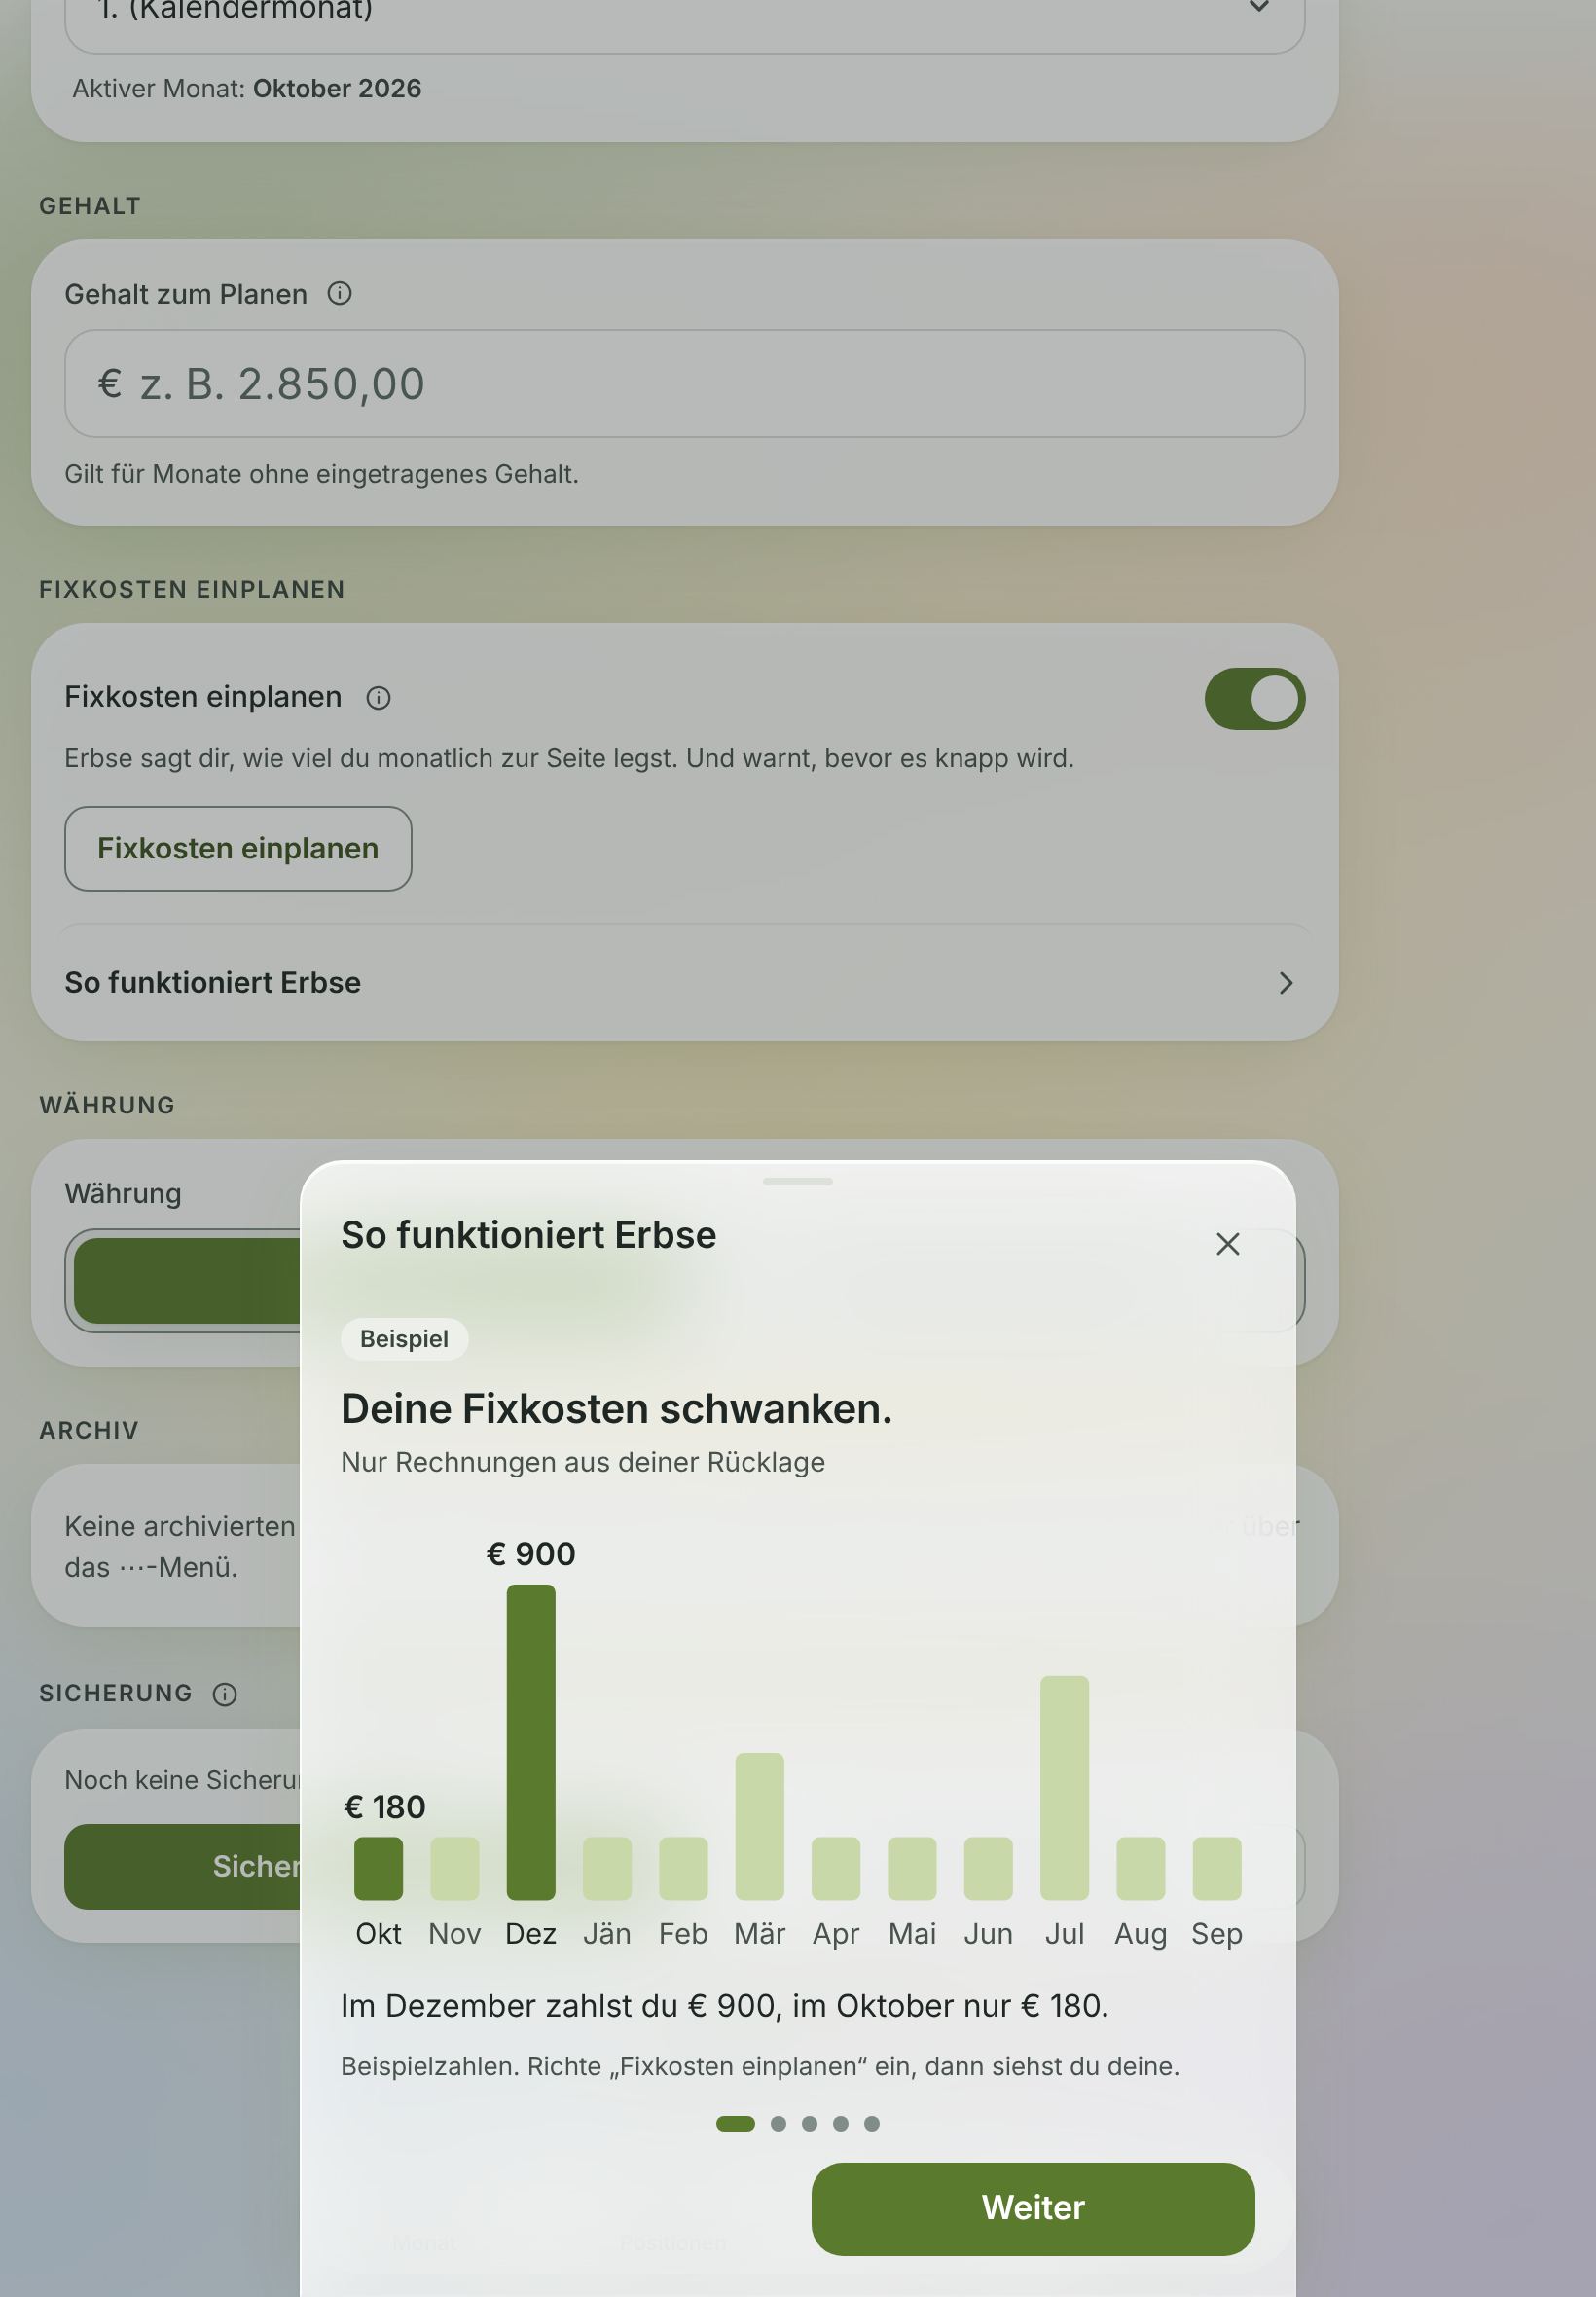 1. (Kalendermonat)
Aktiver Monat: Oktober 2026
GEHALT
Gehalt zum Planen
€ z. B. 2.850,00
Gilt für Monate ohne eingetragenes Gehalt.
FIXKOSTEN EINPLANEN
Fixkosten einplanen
Erbse sagt dir, wie viel du monatlich zur Seite legst. Und warnt, bevor es knapp wird.
Fixkosten einplanen
So funktioniert Erbse
WÄHRUNG
Währung
ARCHIV
Keine archivierten
über
das ···-Menü.
SICHERUNG
Noch keine
So funktioniert Erbse
Beispiel
Deine Fixkosten schwanken.
Nur Rechnungen aus deiner Rücklage
€ 900
€ 180
Okt Nov Dez Jän Feb Mär Apr Mai Jun Jul Aug Sep
Im Dezember zahlst du € 900, im Oktober nur € 180.
Beispielzahlen. Richte „Fixkosten einplanen“ ein, dann siehst du deine.
Weiter
Monat Positionen